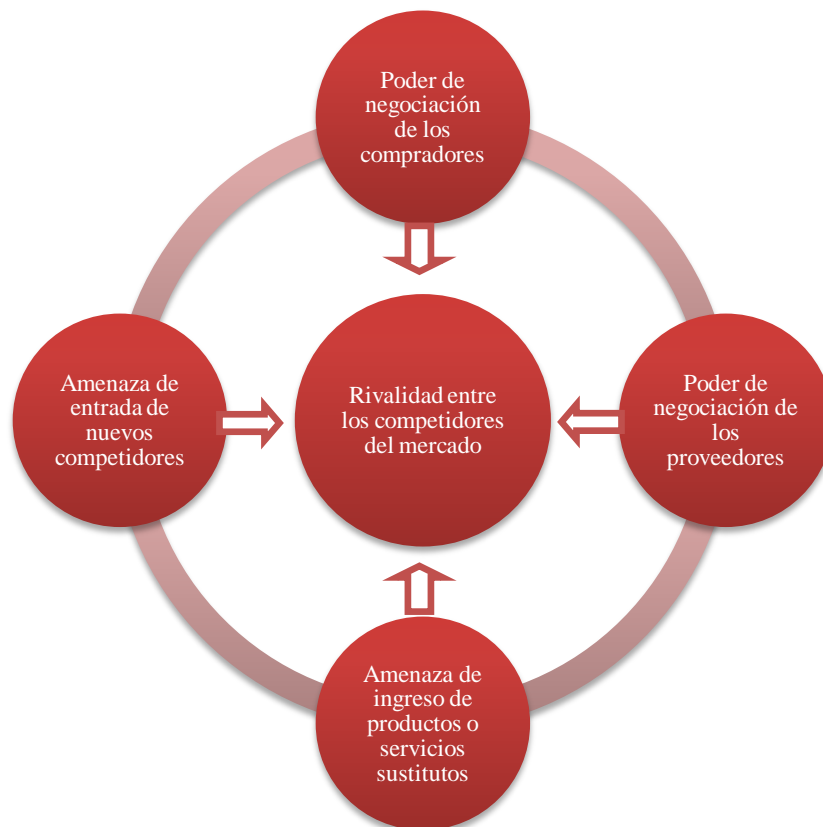 Poder de
negociación
de los
compradores
Amenaza de
entrada de
nuevos
competidores
Rivalidad entre
los competidores
del mercado
Poder de
negociación de
los
proveedores
Amenaza de
ingreso de
productos o
servicios
sustitutos